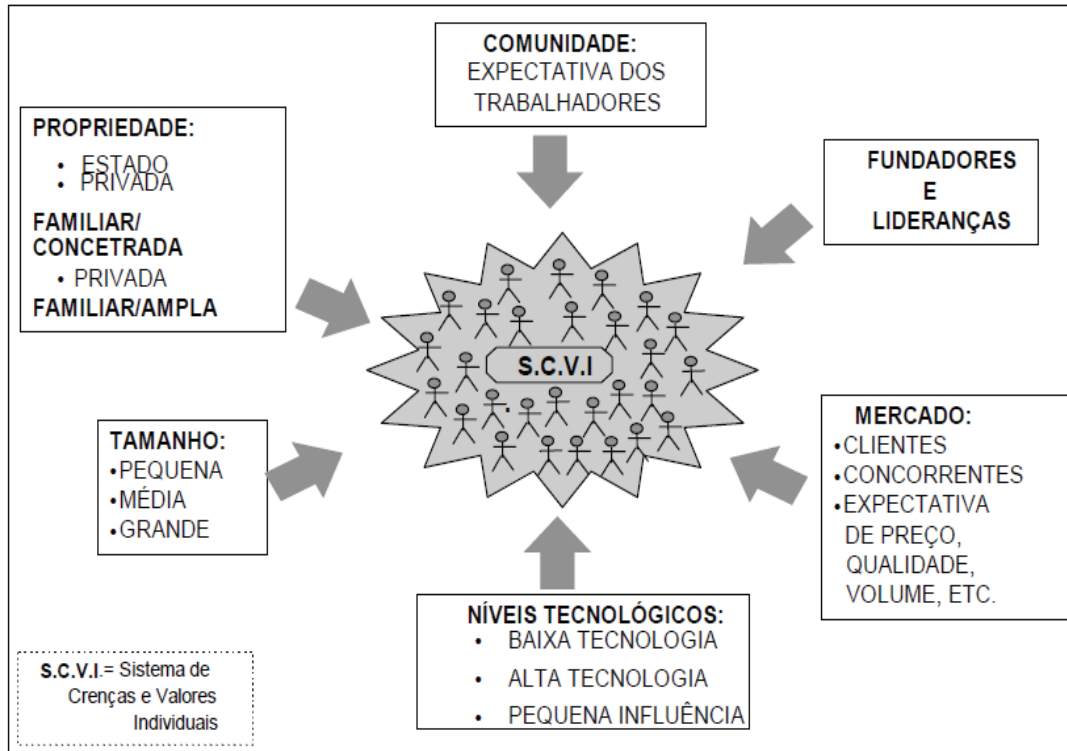 COMUNIDADE:
EXPECTATIVA DOS
TRABALHADORES
PROPRIEDADE:
• ESTADO
• PRIVADA
FAMILIAR/
CONCETRADA
• PRIVADA
FAMILIAR/AMPLA
FUNDADORES
E
LIDERANÇAS
S.C.V.I
TAMANHO:
•PEQUENA
•MÉDIA
•GRANDE
MERCADO:
•CLIENTES
•CONCORRENTES
•EXPECTATIVA
DE PREÇO,
QUALIDADE,
VOLUME, ETC.
NÍVEIS TECNOLÓGICOS:
• BAIXA TECNOLOGIA
• ALTA TECNOLOGIA
• PEQUENA INFLUÊNCIA
S.C.V.I.= Sistema de
Crenças e Valores
Individuais